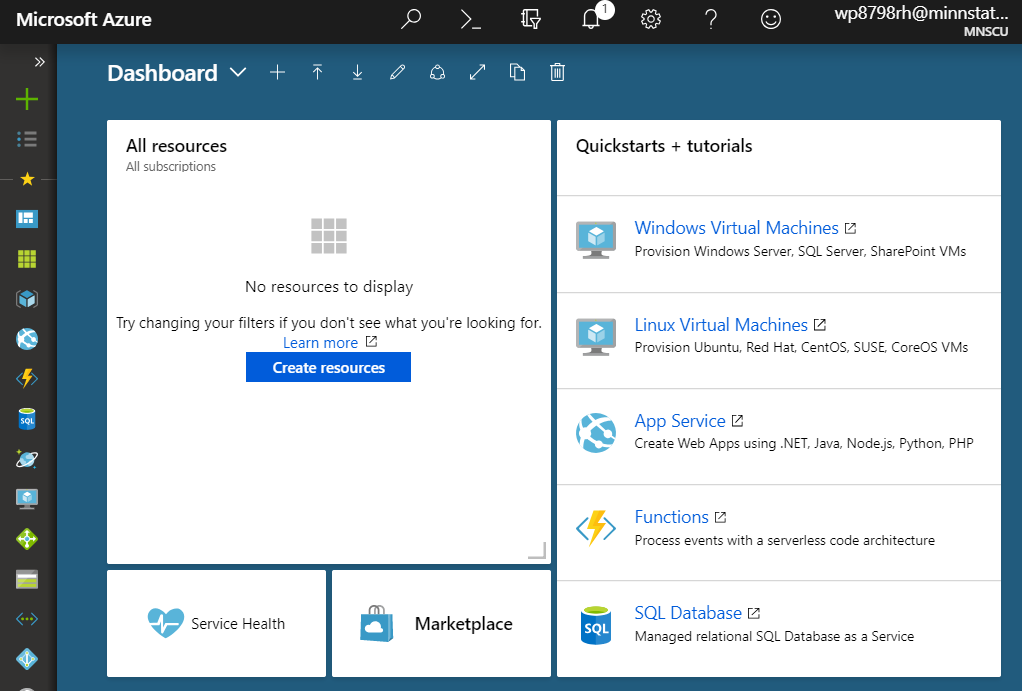 Microsoft Azure
1
wp8798rh@minnstat...
MNSCU
Dashboard
All resources
All subscriptions
No resources to display
Try changing your filters if you don't see what you're looking for.
Learn more
Create resources
Service Health
Marketplace
Quickstarts + tutorials
Windows Virtual Machines
Provision Windows Server, SQL Server, SharePoint VMs
Linux Virtual Machines
Provision Ubuntu, Red Hat, CentOS, SUSE, CoreOS VMs
App Service
Create Web Apps using .NET, Java, Node.js, Python, PHP
Functions
Process events with a serverless code architecture
SQL
SQL Database
Managed relational SQL Database as a Service
SQL